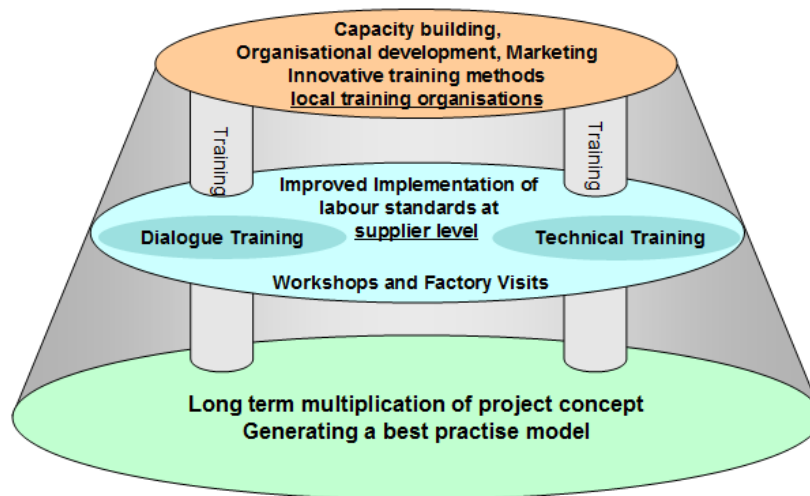 Capacity building,
Organisational development, Marketing
Innovative training methods
local training organisations
Training
Training
Improved Implementation of
labour standards at
supplier level
Dialogue Training
Technical Training
Workshops and Factory Visits
Long term multiplication of project concept
Generating a best practise model